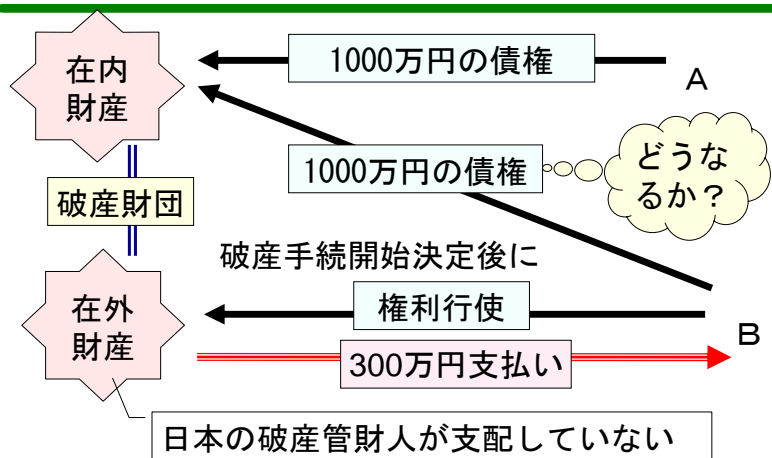 在内
財産
1000万円の債権
A
1000万円の債権
どうな
るか？
破産財団
破産手続開始決定後に
在外
財産
権利行使
B
300万円支払い
日本の破産管財人が支配していない